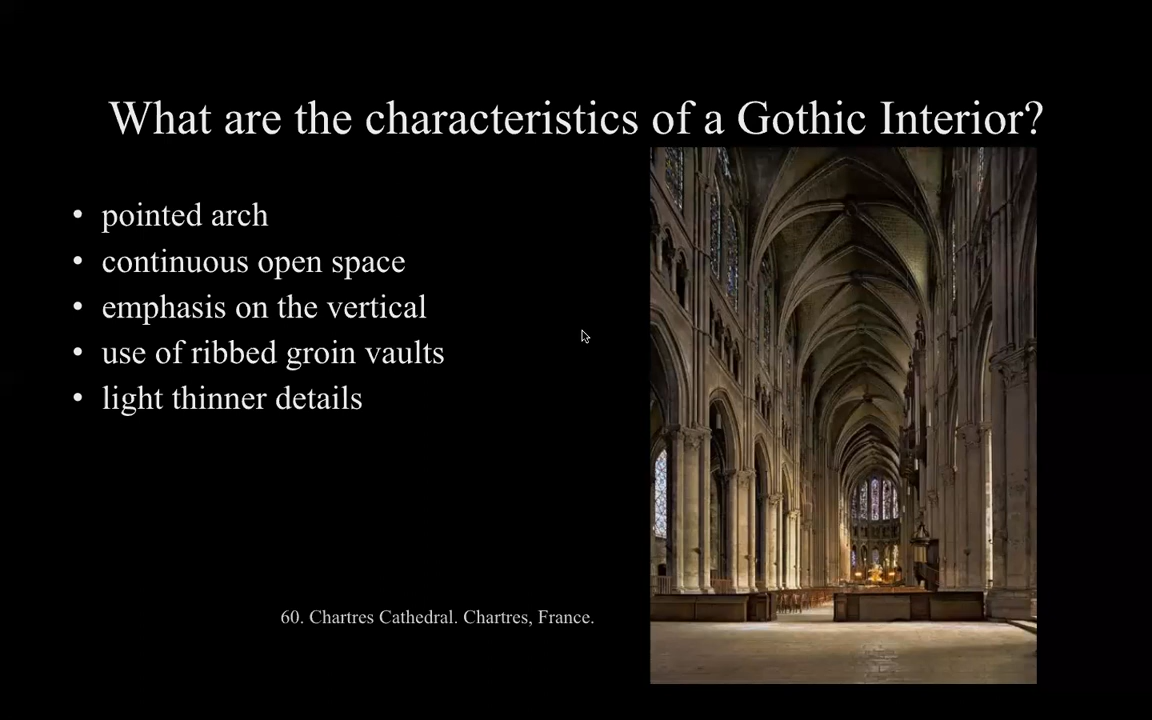 What are the characteristics of a Gothic Interior?
• pointed arch
• continuous open space
• emphasis on the vertical
• use of ribbed groin vaults
• light thinner details
60. Chartres Cathedral. Chartres, France.